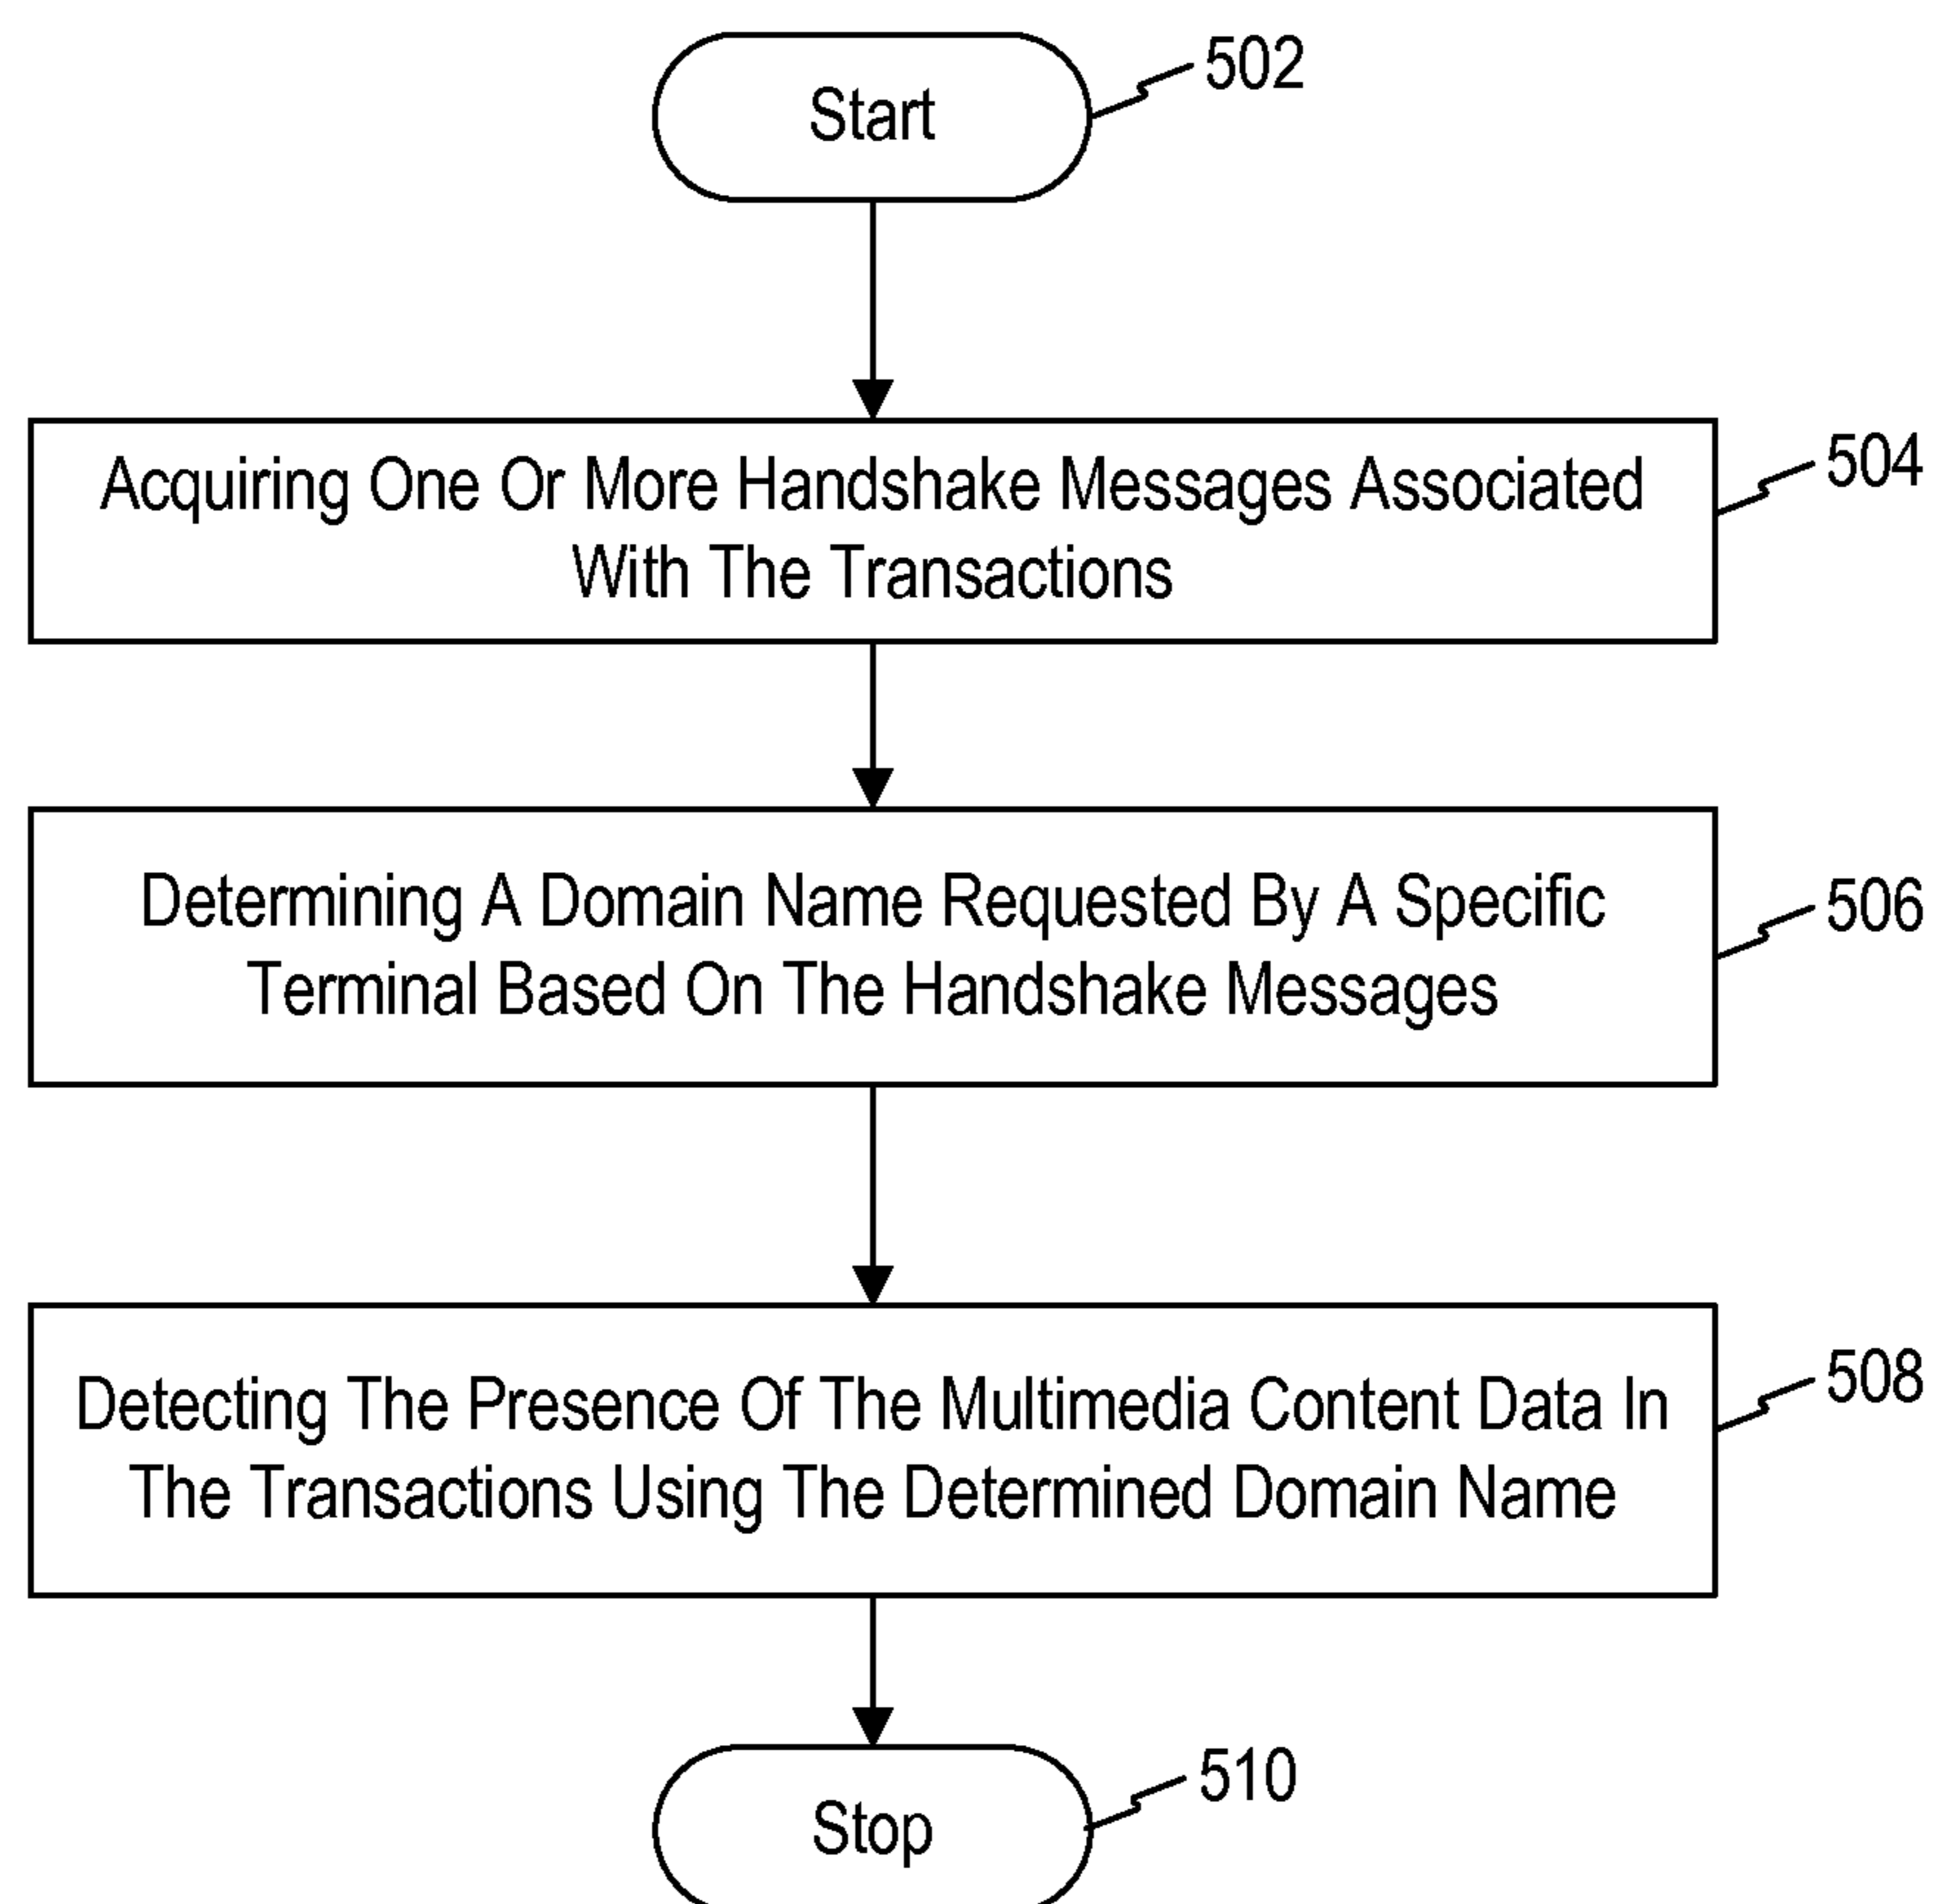 Start
502
Acquiring One Or More Handshake Messages Associated
With The Transactions
504
Determining A Domain Name Requested By A Specific
Terminal Based On The Handshake Messages
506
Detecting The Presence Of The Multimedia Content Data In
The Transactions Using The Determined Domain Name
508
Stop
510